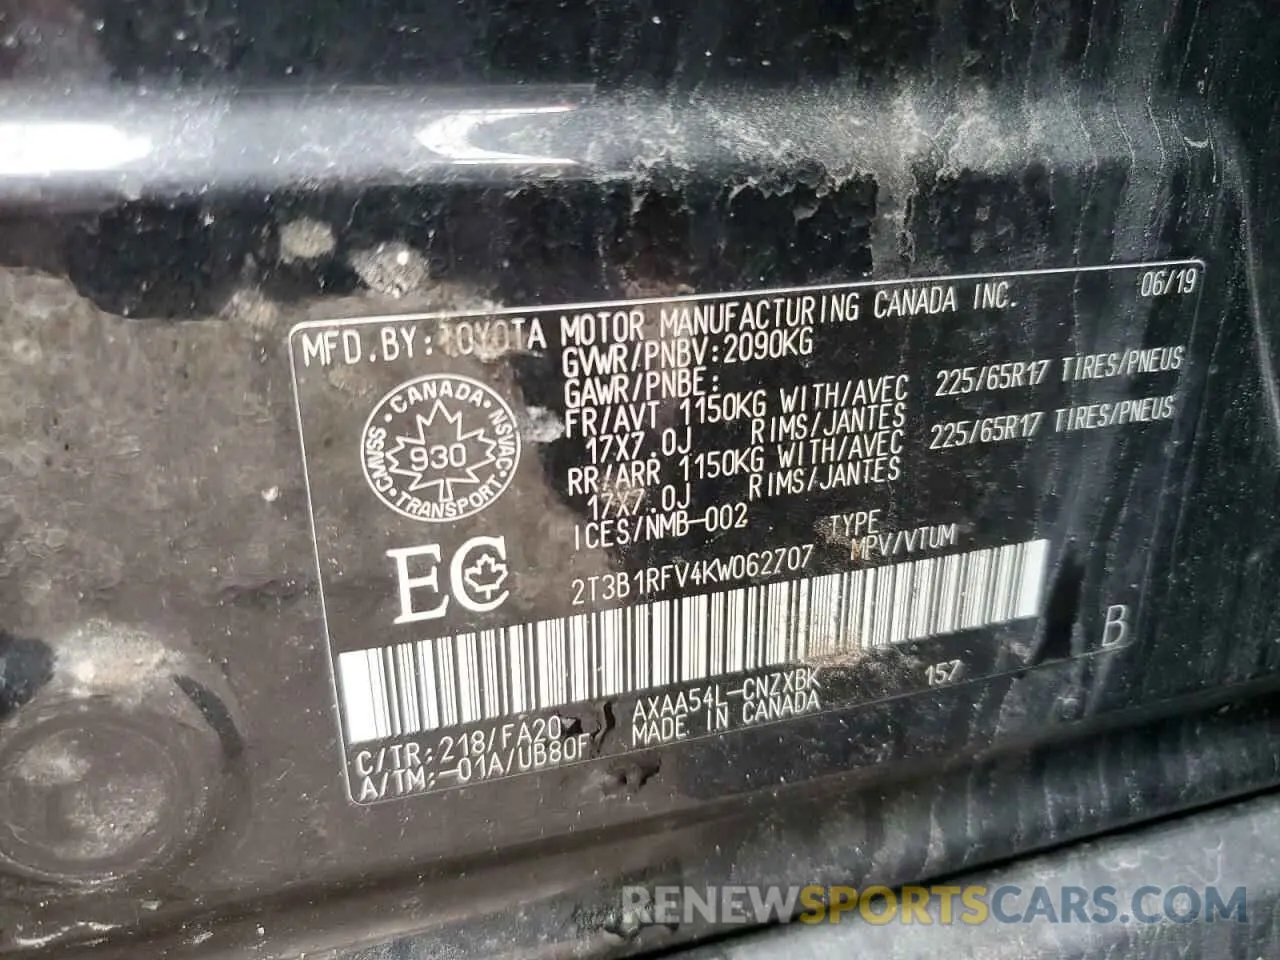 MFD.BY: TOYOTA MOTOR MANUFACTURING CANADA INC. 06/19
GVWR/PNBV:2090KG
GAWR/PNBE:
FR/AVT 1150KG WITH/AVEC 225/65R17 TIRES/PNEUS
17X7.0J RIMS/JANTES
RR/ARR 1150KG WITH/AVEC 225/65R17 TIRES/PNEUS
17X7.0J RIMS/JANTES
ICES/NMB-002
CANADA · NSVAC · TRANSPORT · CMVSS
930
EC
TYPE
2T3B1RFV4KW062707 MPV/VTUM
B
C/TR:218/FA20 AXAA54L-CNZXBK 157
A/TM:-01A/UB80F MADE IN CANADA
RENEWSPORTSCARS.COM